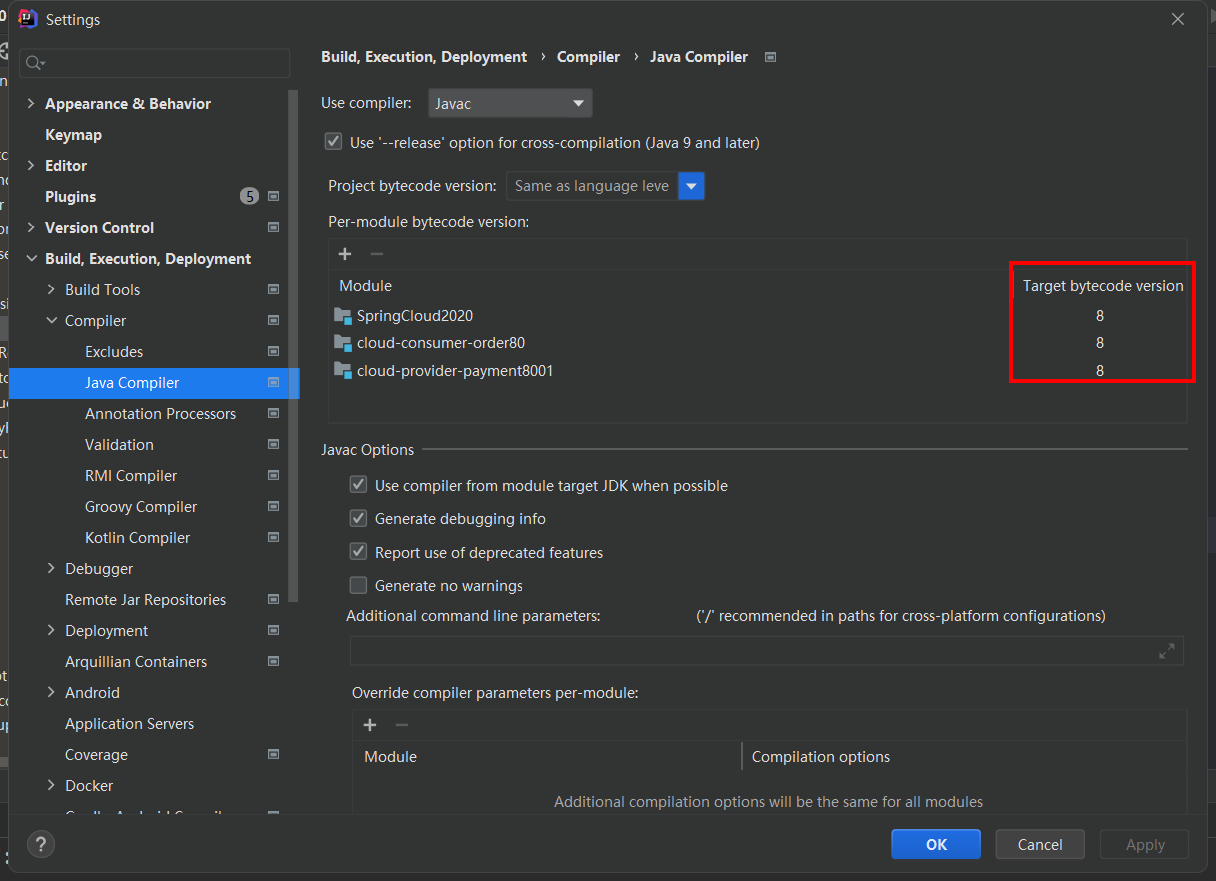 Settings
Build, Execution, Deployment › Compiler › Java Compiler
Appearance & Behavior
Keymap
Editor
Plugins 5
Version Control
Build, Execution, Deployment
Build Tools
Compiler
Excludes
Java Compiler
Annotation Processors
Validation
RMI Compiler
Groovy Compiler
Kotlin Compiler
Debugger
Remote Jar Repositories
Deployment
Arquillian Containers
Android
Application Servers
Coverage
Docker
Use compiler: Javac
Use '--release' option for cross-compilation (Java 9 and later)
Project bytecode version: Same as language leve
Per-module bytecode version:
Module Target bytecode version
SpringCloud2020 8
cloud-consumer-order80 8
cloud-provider-payment8001 8
Javac Options
Use compiler from module target JDK when possible
Generate debugging info
Report use of deprecated features
Generate no warnings
Additional command line parameters: ('/' recommended in paths for cross-platform configurations)
Override compiler parameters per-module:
Module Compilation options
Additional compilation options will be the same for all modules
? OK Cancel Apply